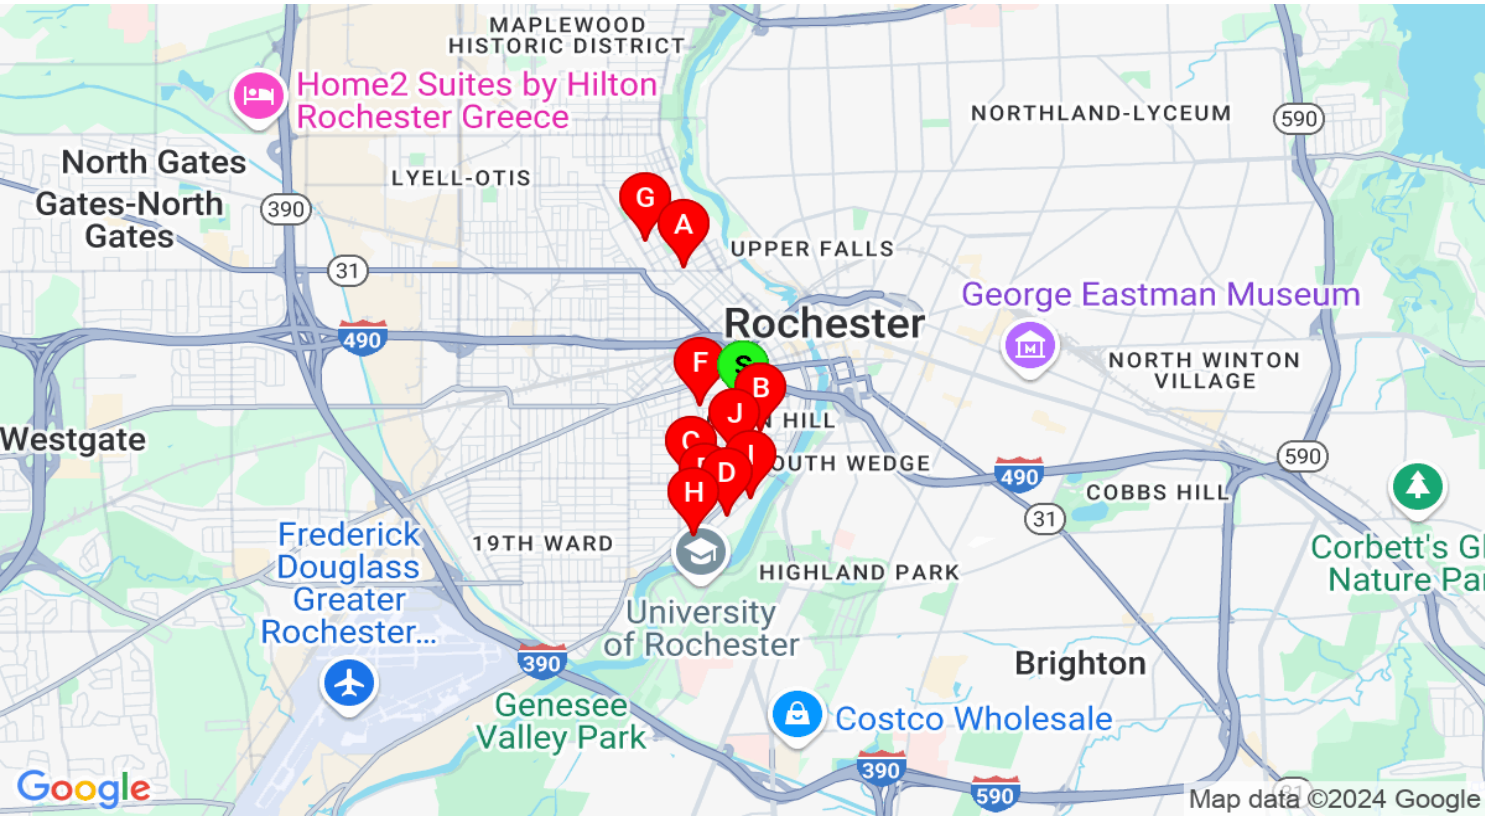 MAPLEWOOD
HISTORIC DISTRICT
Home2 Suites by Hilton
Rochester Greece
NORTHLAND-LYCEUM
590
North Gates
LYELL-OTIS
Gates-North
Gates
390
G
A
UPPER FALLS
31
George Eastman Museum
Rochester
490
M
NORTH WINTON
VILLAGE
F
S
B
J
HILL
Westgate
C
I
D
H
WEDGE
590
490
COBBS HILL
31
19TH WARD
Frederick
Douglass
Greater
Rochester...
HIGHLAND PARK
Corbett's
Nature
University
of Rochester
390
Brighton
Genesee
Valley Park
Costco Wholesale
390
590
Google
Map data ©2024 Google